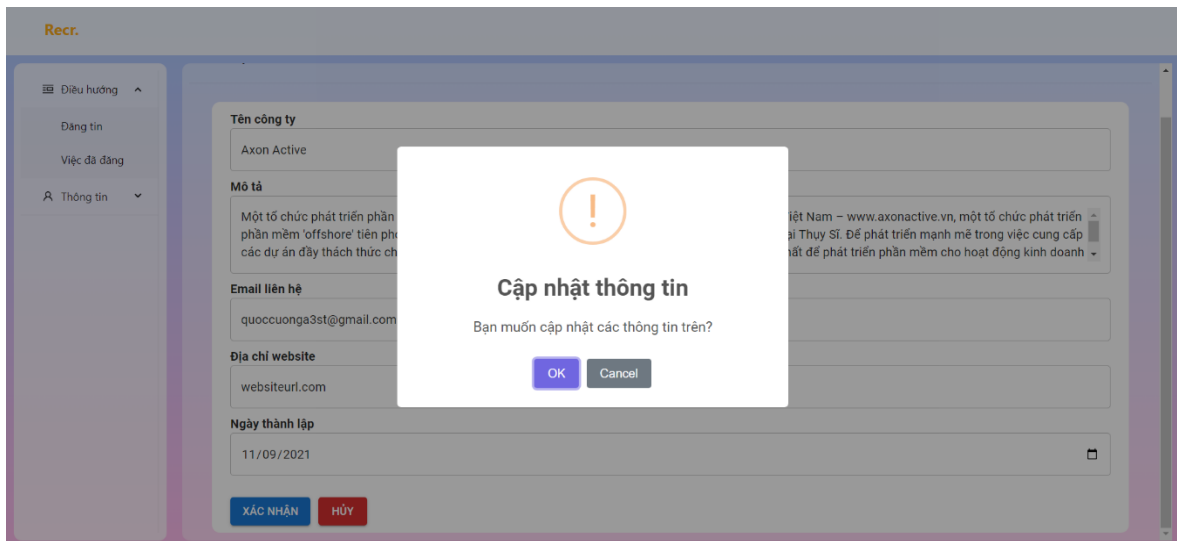 Recr.
Điều hướng
Đăng tin
Việc đã đăng
Thông tin
Tên công ty
Axon Active
Mô tả
Một tổ chức phát triển phần
iệt Nam – www.axonactive.vn, một tổ chức phát triển
phần mềm 'offshore' tiên
ại Thụy Sĩ. Để phát triển mạnh mẽ trong việc cung cấp
các dự án đầy thách thức
để phát triển phần mềm cho hoạt động kinh doanh
Email liên hệ
quoccuonga3st@gmail.com
Địa chỉ website
websiteurl.com
Ngày thành lập
11/09/2021
XÁC NHẬN
HỦY
Cập nhật thông tin
Bạn muốn cập nhật các thông tin trên?
OK
Cancel